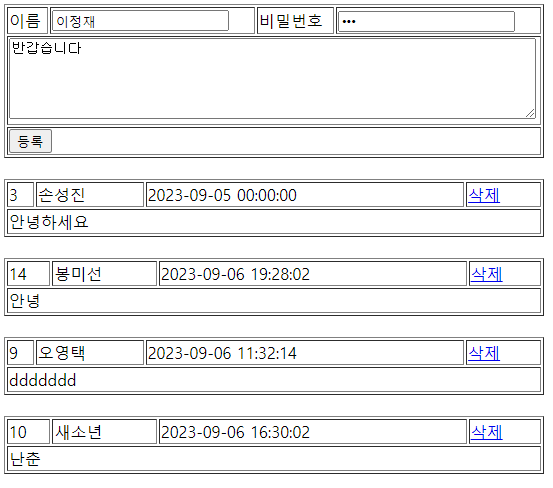 이름 이정재 비밀번호 •••
반갑습니다
등록
3 손성진 2023-09-05 00:00:00 삭제
안녕하세요
14 봉미선 2023-09-06 19:28:02 삭제
안녕
9 오영택 2023-09-06 11:32:14 삭제
ddddddd
10 새소년 2023-09-06 16:30:02 삭제
난춘